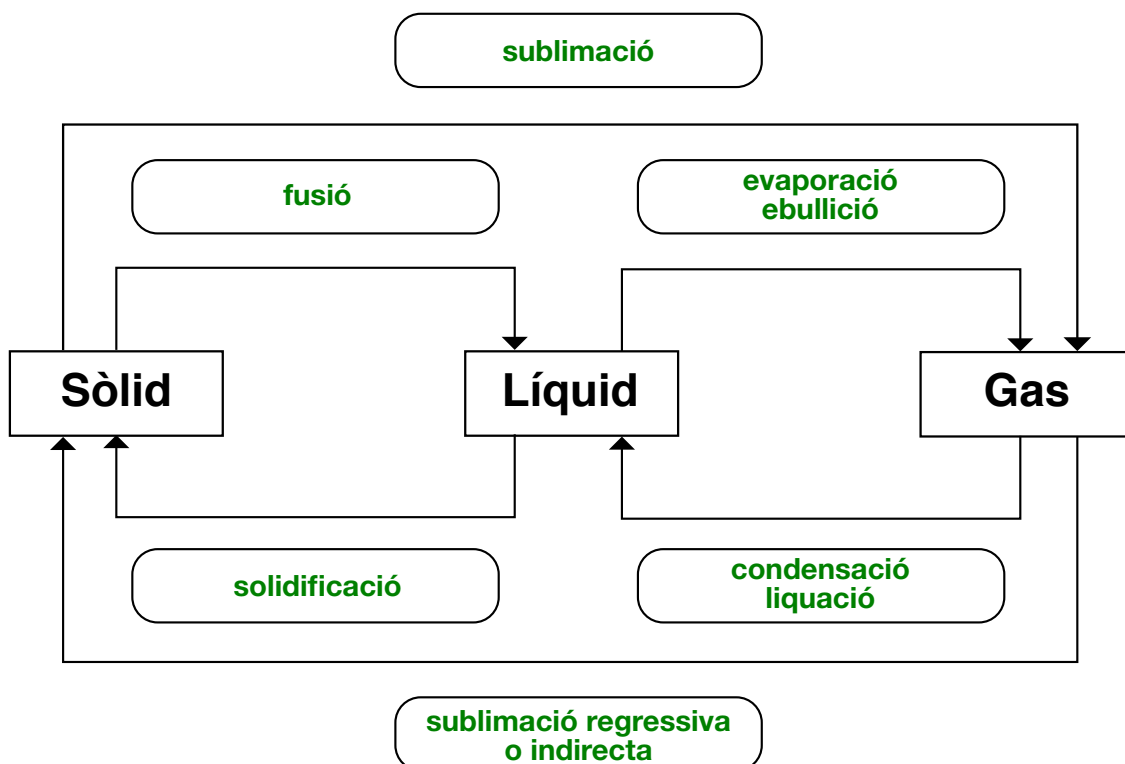 sublimació
fusió
evaporació
ebullició
Sòlid
Líquid
Gas
solidificació
condensació
liquació
sublimació regressiva
o indirecta